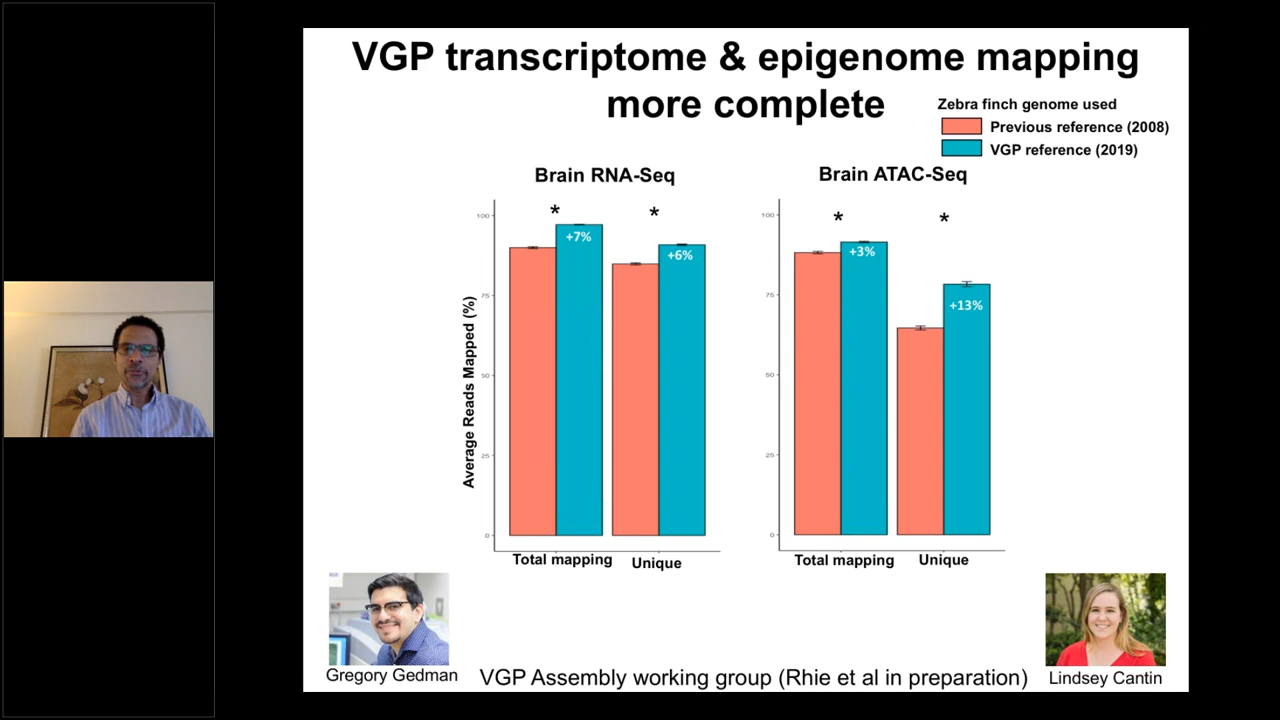 VGP transcriptome & epigenome mapping
more complete
Zebra finch genome used
Previous reference (2008)
VGP reference (2019)
Brain RNA-Seq
Brain ATAC-Seq
* *
* *
100
75
50
25
0
+7%
+6%
100
75
50
25
0
+3%
+13%
Average Reads Mapped (%)
Total mapping
Unique
Total mapping
Unique
Gregory Gedman
VGP Assembly working group (Rhie et al in preparation)
Lindsey Cantin